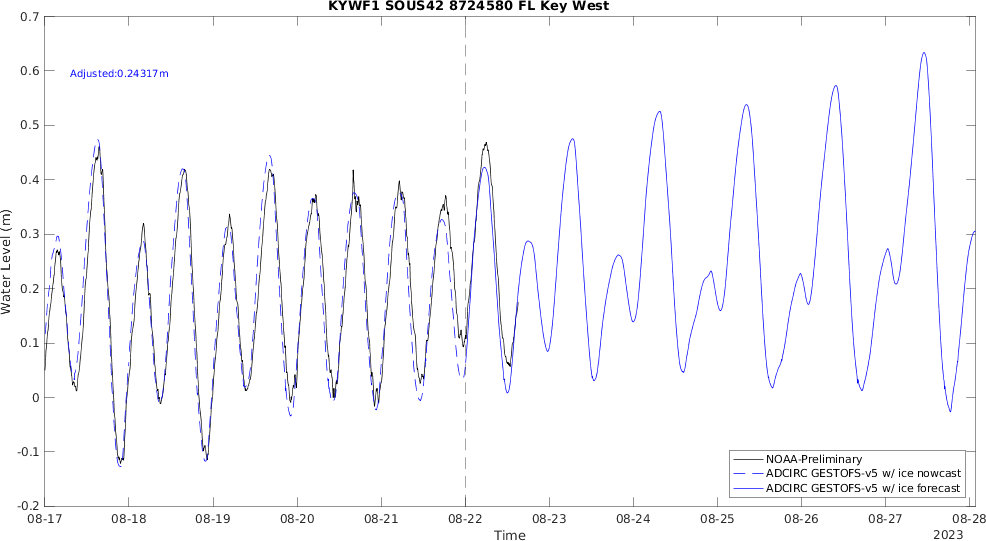 KYWF1 SOUS42 8724580 FL Key West
Adjusted:0.24317m
Water Level (m)
0.7
0.6
0.5
0.4
0.3
0.2
0.1
0
-0.1
-0.2
NOAA-Preliminary
ADCIRC GESTOFS-v5 w/ ice nowcast
ADCIRC GESTOFS-v5 w/ ice forecast
08-17 08-18 08-19 08-20 08-21 08-22 08-23 08-24 08-25 08-26 08-27 08-28
Time
2023